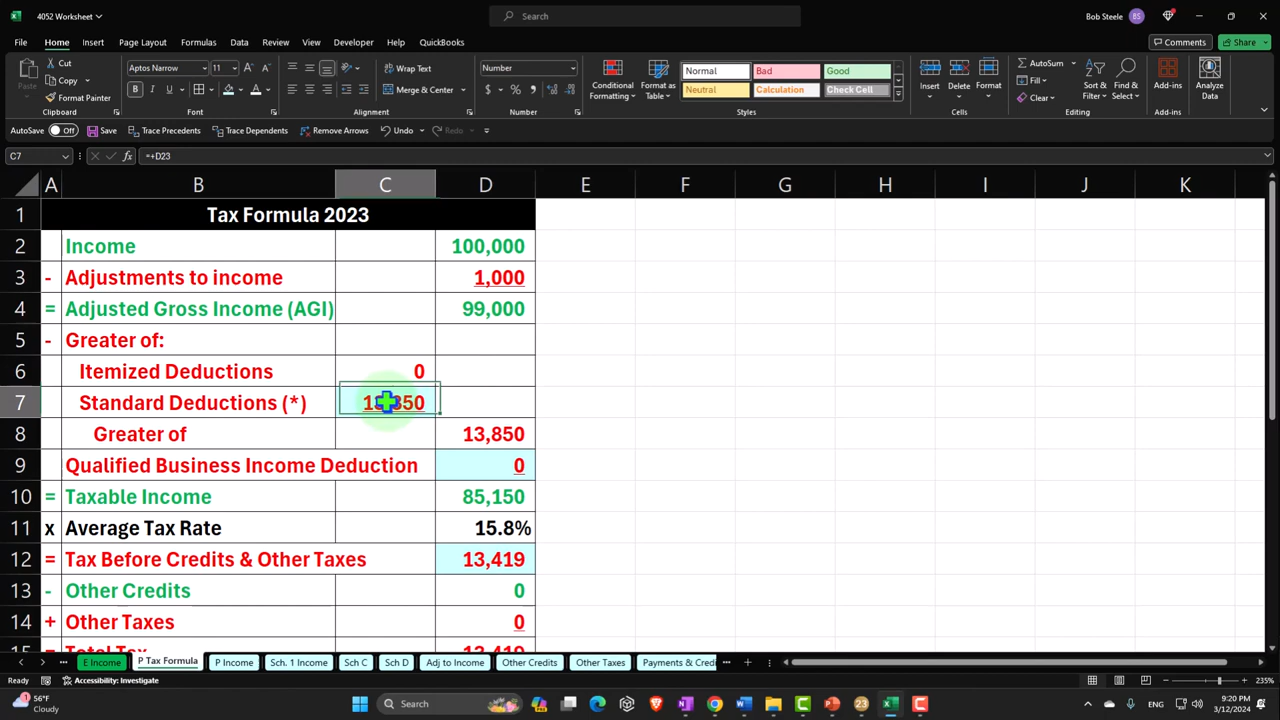 4052 Worksheet
Search
Bob Steele
BS
File Home Insert Page Layout Formulas Data Review View Developer Help QuickBooks
Comments
Share
Paste
Cut
Copy
Format Painter
Clipboard
Aptos Narrow
11
B I U
Font
Wrap Text
Merge & Center
Alignment
Number
Number
Conditional Formatting
Format as Table
Normal Bad Good
Neutral Calculation Check Cell
Styles
Insert Delete Format
Cells
AutoSum
Fill
Clear
Sort & Filter
Find & Select
Editing
Add-ins
Add-ins
Analyze Data
AutoSave Off Save Trace Precedents Trace Dependents Remove Arrows Undo Redo
C7 fx =+D23
A B C D E F G H I J K
1 Tax Formula 2023
2 Income 100,000
3 - Adjustments to income 1,000
4 = Adjusted Gross Income (AGI) 99,000
5 - Greater of:
6 Itemized Deductions 0
7 Standard Deductions (*) 13,850
8 Greater of 13,850
9 Qualified Business Income Deduction 0
10 = Taxable Income 85,150
11 x Average Tax Rate 15.8%
12 = Tax Before Credits & Other Taxes 13,419
13 - Other Credits 0
14 + Other Taxes 0
15 = Total Tax 13,419
E Income P Tax Formula P Income Sch. 1 Income Sch C Sch D Adj to Income Other Credits Other Taxes Payments & Credi
Ready Accessibility: Investigate 235%
1
56°F
Cloudy
Search
23
ENG
9:20 PM
3/12/2024